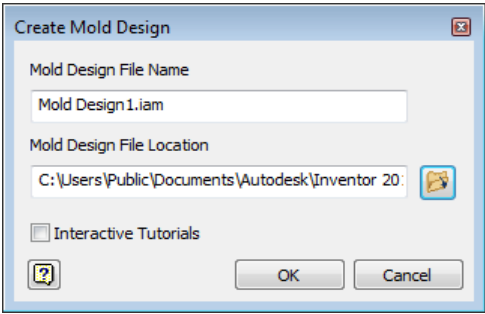 Create Mold Design
Mold Design File Name
Mold Design1.iam
Mold Design File Location
C:\Users\Public\Documents\Autodesk\Inventor 20
Interactive Tutorials
OK Cancel